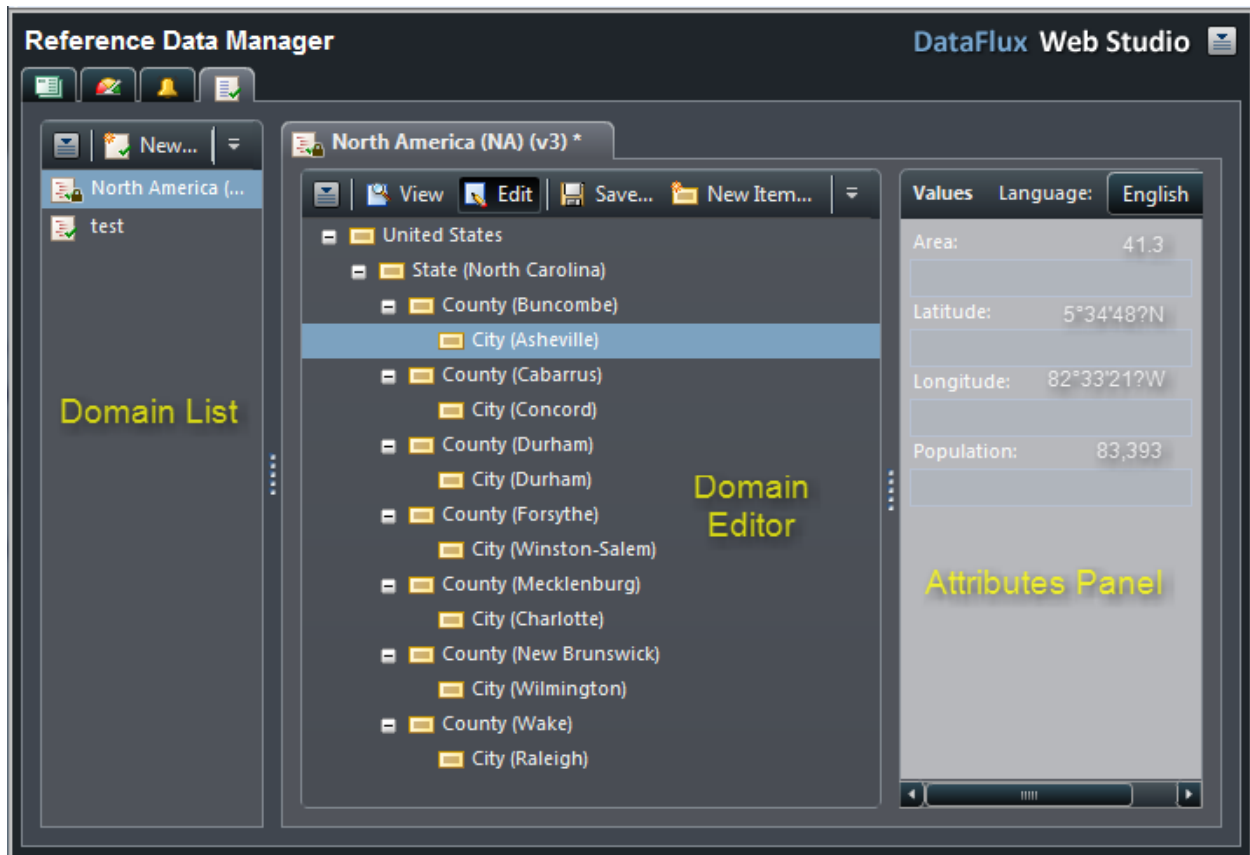 Reference Data Manager
DataFlux Web Studio
New...
North America (...
test
Domain List
North America (NA) (v3) *
View Edit Save... New Item...
United States
State (North Carolina)
County (Buncombe)
City (Asheville)
County (Cabarrus)
City (Concord)
County (Durham)
City (Durham)
County (Forsythe)
City (Winston-Salem)
County (Mecklenburg)
City (Charlotte)
County (New Brunswick)
City (Wilmington)
County (Wake)
City (Raleigh)
Domain
Editor
Values Language: English
Area: 41.3
Latitude: 5°34'48?N
Longitude: 82°33'21?W
Population: 83,393
Attributes Panel